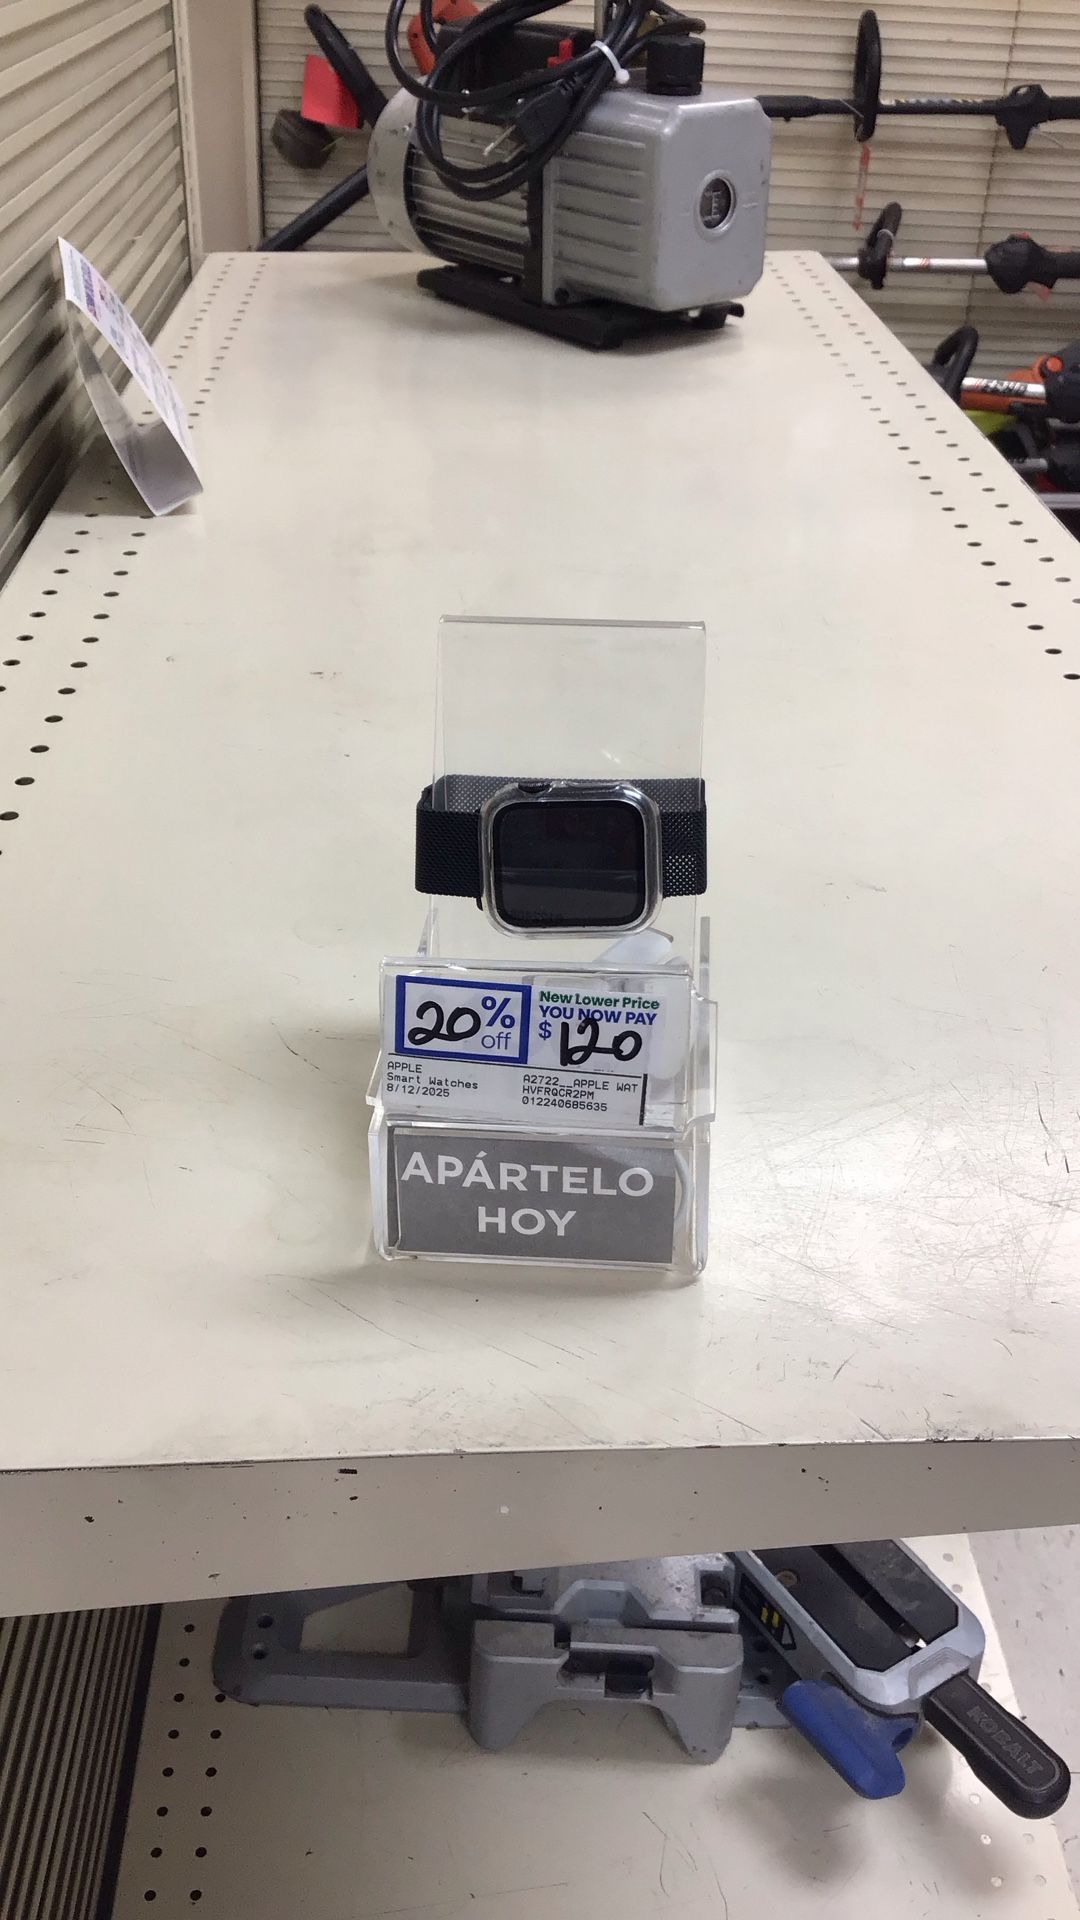 20% off
New Lower Price
YOU NOW PAY
$ 120
APPLE
Smart Watches
8/12/2025
A2722__APPLE WAT
HVFRQCR2PM
012240685635
APÁRTELO
HOY
KOBALT